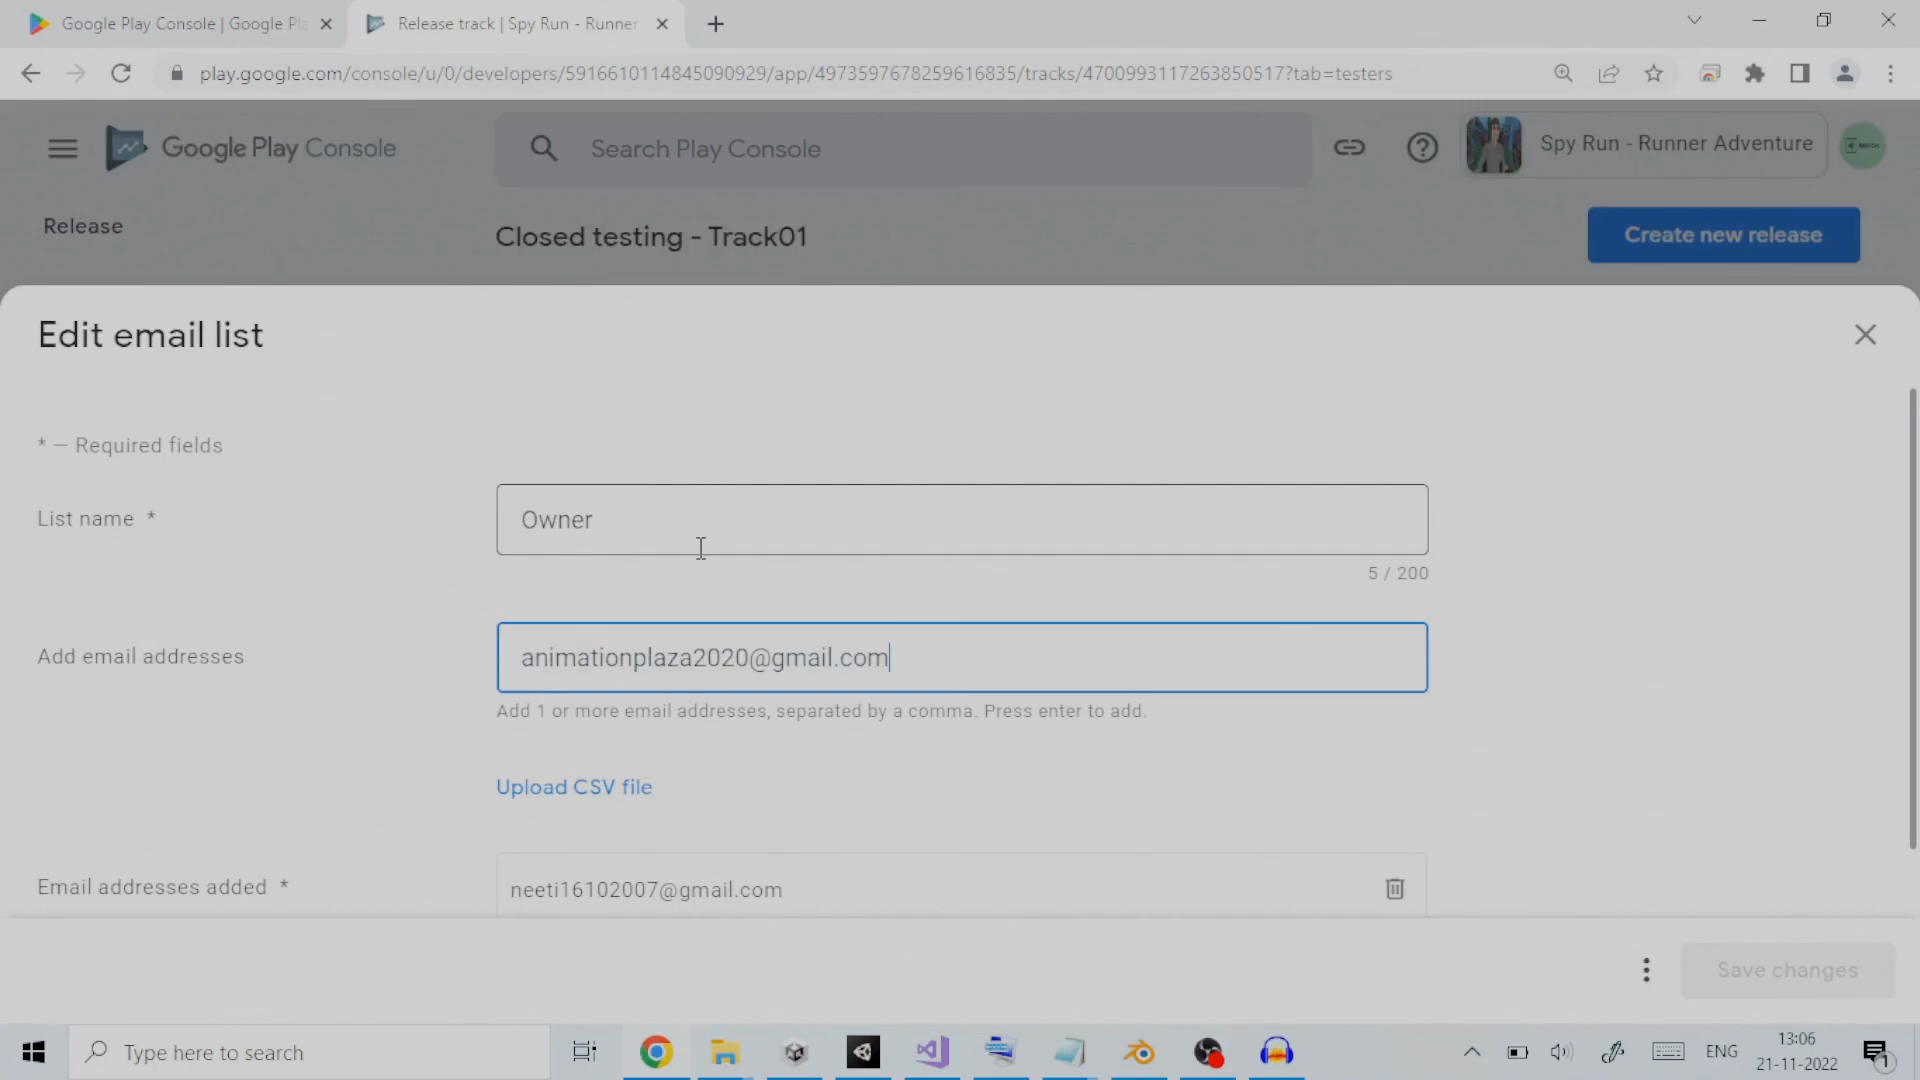 Google Play Console | Google Pla
Release track | Spy Run - Runner
play.google.com/console/u/0/developers/5916610114845090929/app/4973597678259616835/tracks/4700993117263850517?tab=testers
Google Play Console
Search Play Console
Spy Run - Runner Adventure
Release
Closed testing - Track01
Create new release
Edit email list
* — Required fields
List name *
Owner
5 / 200
Add email addresses
animationplaza2020@gmail.com
Add 1 or more email addresses, separated by a comma. Press enter to add.
Upload CSV file
Email addresses added *
neeti16102007@gmail.com
Save changes
Type here to search
ENG
13:06
21-11-2022
1